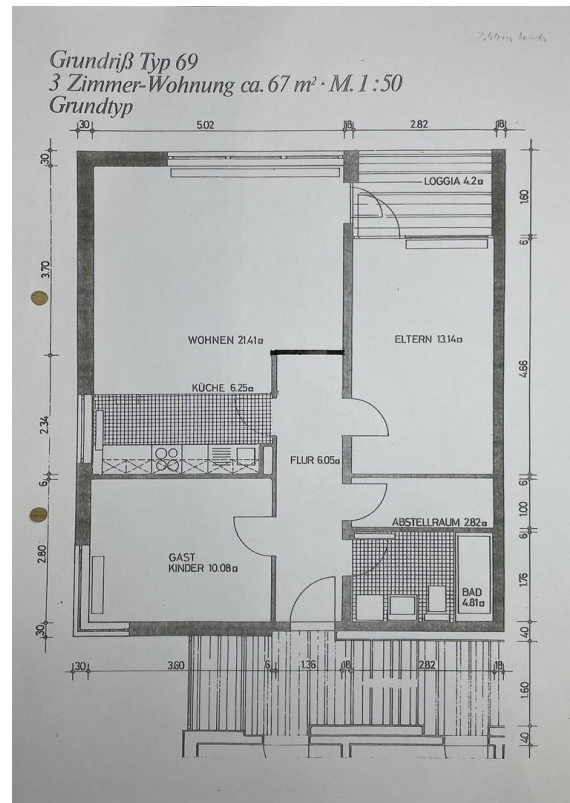 Grundriß Typ 69
3 Zimmer-Wohnung ca. 67 m² · M. 1:50
Grundtyp
30
5.02
18
2.82
18
30
LOGGIA 4.2▫
1.60
6
3.70
WOHNEN 21.41▫
ELTERN 13.14▫
4.66
KÜCHE 6.25▫
2.34
FLUR 6.05▫
6
6
1.00
ABSTELLRAUM 2.82▫
6
GAST
KINDER 10.08▫
2.80
1.75
BAD
4.81▫
30
40
30
3.60
6
1.36
18
2.82
18
1.60
40